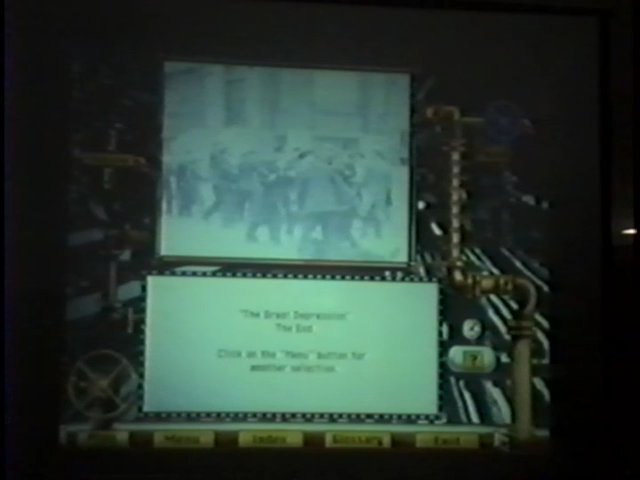 "The Great Depression"
The End
Click on the "Menu" button for
another selection.
?
Menu Index Glossary Exit